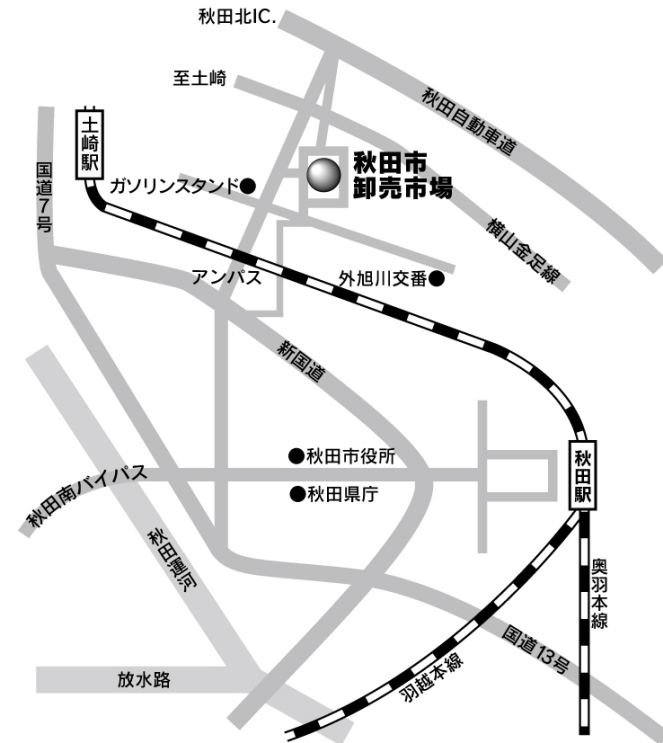 秋田北IC.
至土崎
秋田自動車道
土崎駅
国道7号
ガソリンスタンド
秋田市
卸売市場
横山金足線
アンパス
外旭川交番
新国道
秋田市役所
秋田県庁
秋田南バイパス
秋田駅
秋田運河
奥羽本線
国道13号
羽越本線
放水路